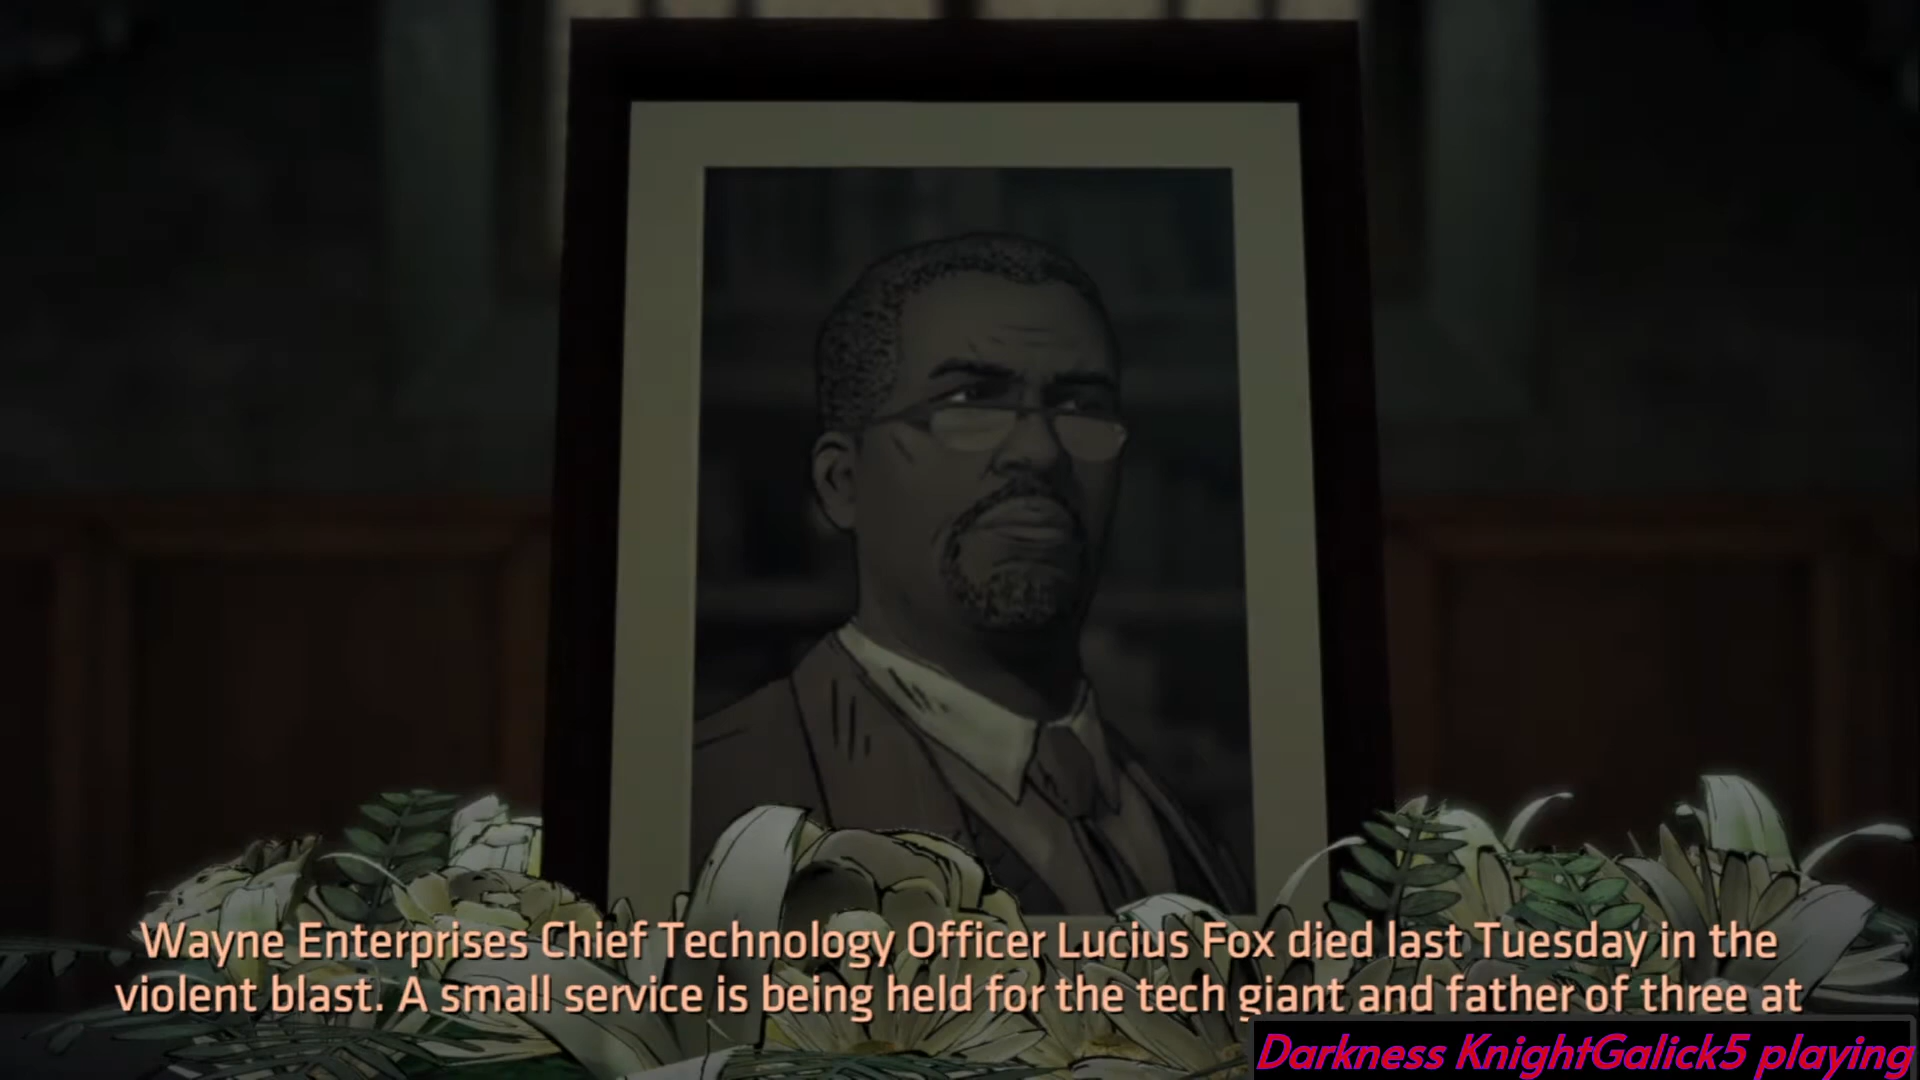 Wayne Enterprises Chief Technology Officer Lucius Fox died last Tuesday in the
violent blast. A small service is being held for the tech giant and father of three at
Darkness KnightGalick5 playing